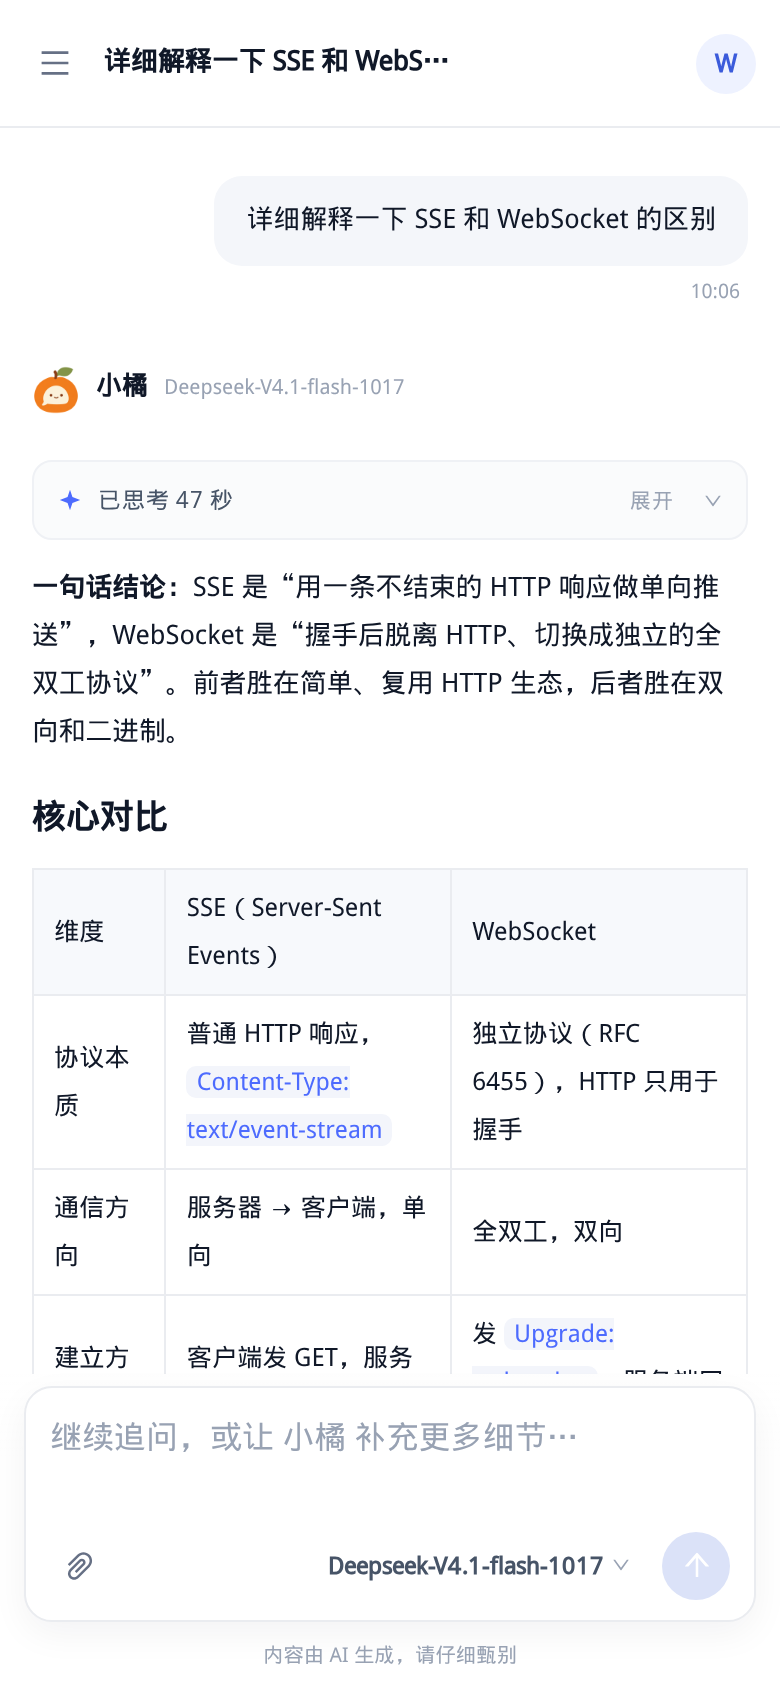 详细解释一下 SSE 和 WebS···
W
详细解释一下 SSE 和 WebSocket 的区别
10:06
小橘 Deepseek-V4.1-flash-1017
已思考 47 秒 展开
一句话结论：SSE 是“用一条不结束的 HTTP 响应做单向推
送”，WebSocket 是“握手后脱离 HTTP、切换成独立的全
双工协议”。前者胜在简单、复用 HTTP 生态，后者胜在双
向和二进制。
核心对比
维度
SSE（Server-Sent
Events）
WebSocket
协议本
质
普通 HTTP 响应，
Content-Type:
text/event-stream
独立协议（RFC
6455），HTTP 只用于
握手
通信方
向
服务器 → 客户端，单
向
全双工，双向
建立方
客户端发 GET，服务
发 Upgrade:
继续追问，或让 小橘 补充更多细节···
Deepseek-V4.1-flash-1017
内容由 AI 生成，请仔细甄别